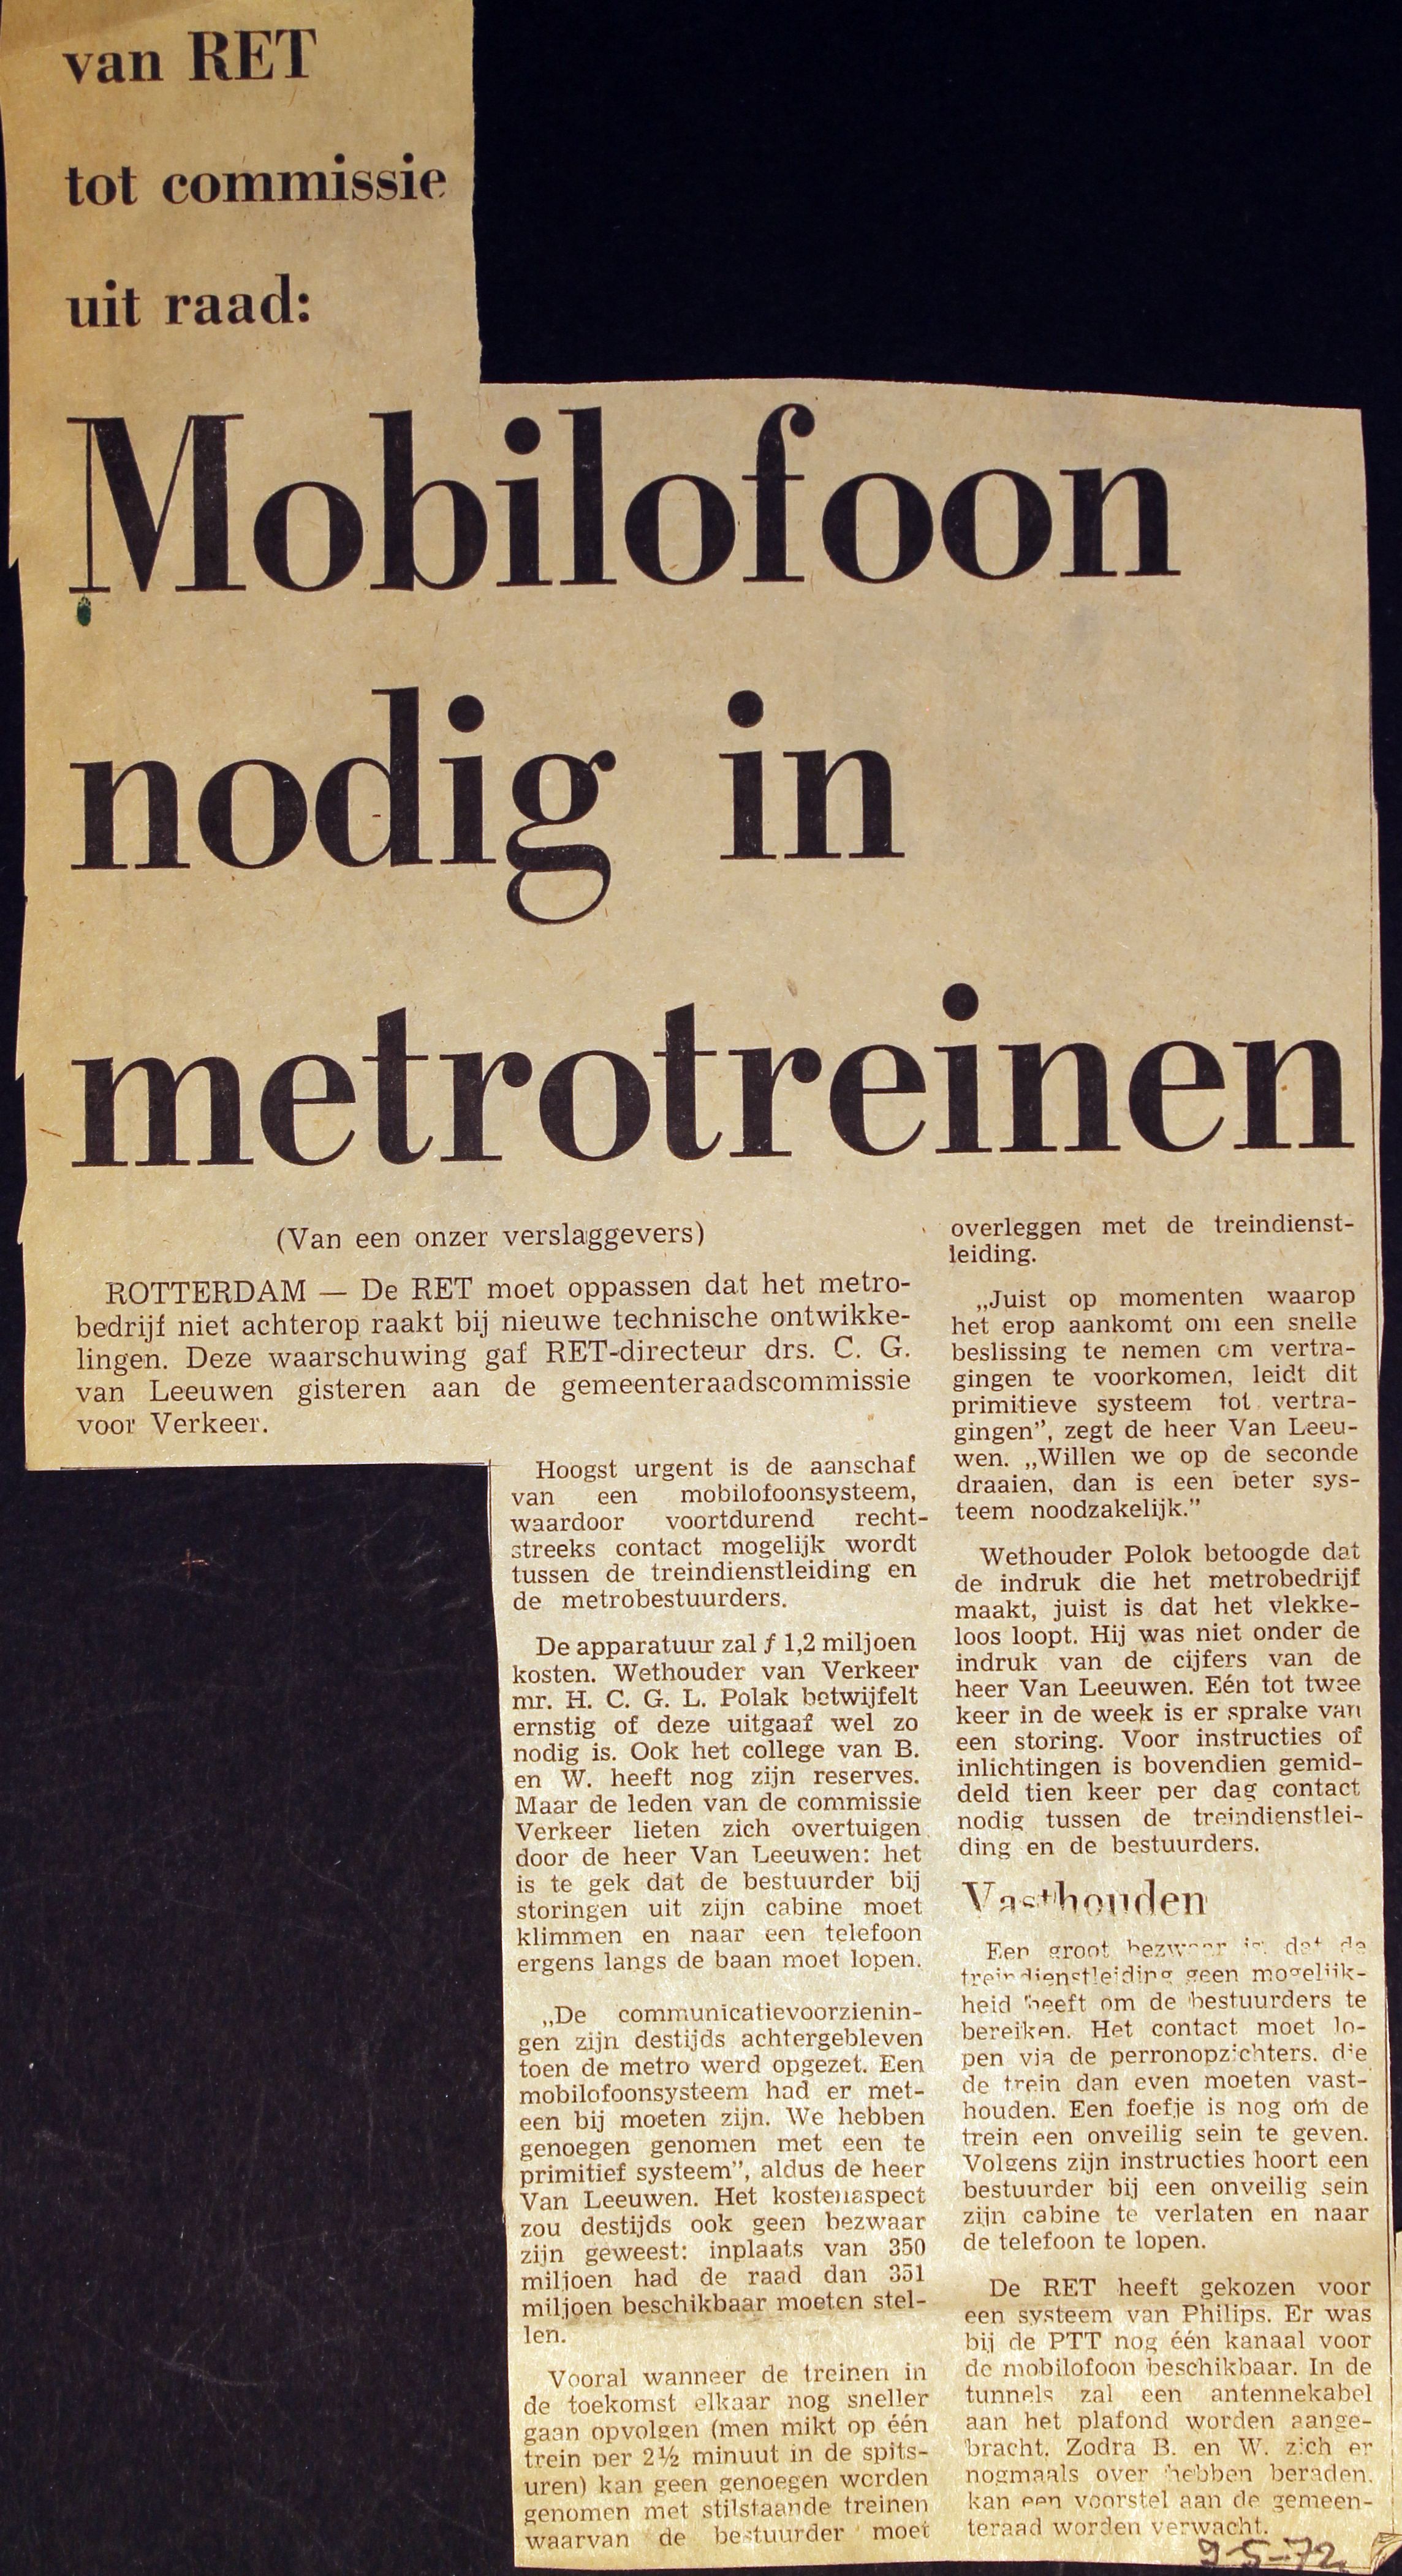 van RET
tot commissie
uit raad:
Mobilofoon
nodig in
metrotreinen
(Van een onzer verslaggevers)
ROTTERDAM — De RET moet oppassen dat het metro-
bedrijf niet achterop raakt bij nieuwe technische ontwikke-
lingen. Deze waarschuwing gaf RET-directeur drs. C. G.
van Leeuwen gisteren aan de gemeenteraadscommissie
voor Verkeer.
Hoogst urgent is de aanschaf
van een mobilofoonsysteem,
waardoor voortdurend recht-
streeks contact mogelijk wordt
tussen de treindienstleiding en
de metrobestuurders.
De apparatuur zal ƒ 1,2 miljoen
kosten. Wethouder van Verkeer
mr. H. C. G. L. Polak betwijfelt
ernstig of deze uitgaaf wel zo
nodig is. Ook het college van B.
en W. heeft nog zijn reserves.
Maar de leden van de commissie
Verkeer lieten zich overtuigen
door de heer Van Leeuwen: het
is te gek dat de bestuurder bij
storingen uit zijn cabine moet
klimmen en naar een telefoon
ergens langs de baan moet lopen.
„De communicatievoorzienin-
gen zijn destijds achtergebleven
toen de metro werd opgezet. Een
mobilofoonsysteem had er met-
een bij moeten zijn. We hebben
genoegen genomen met een te
primitief systeem”, aldus de heer
Van Leeuwen. Het kostenaspect
zou destijds ook geen bezwaar
zijn geweest: inplaats van 350
miljoen had de raad dan 351
miljoen beschikbaar moeten stel-
len.
Vooral wanneer de treinen in
de toekomst elkaar nog sneller
gaan opvolgen (men mikt op één
trein per 2½ minuut in de spits-
uren) kan geen genoegen worden
genomen met stilstaande treinen
waarvan de bestuurder moet
overleggen met de treindienst-
leiding.
„Juist op momenten waarop
het erop aankomt om een snelle
beslissing te nemen om vertra-
gingen te voorkomen, leidt dit
primitieve systeem tot vertra-
gingen”, zegt de heer Van Leeu-
wen. „Willen we op de seconde
draaien, dan is een beter sys-
teem noodzakelijk.”
Wethouder Polok betoogde dat
de indruk die het metrobedrijf
maakt, juist is dat het vlekke-
loos loopt. Hij was niet onder de
indruk van de cijfers van de
heer Van Leeuwen. Eén tot twee
keer in de week is er sprake van
een storing. Voor instructies of
inlichtingen is bovendien gemid-
deld tien keer per dag contact
nodig tussen de treindienstlei-
ding en de bestuurders.
Vasthouden
Een groot bezwaar is, dat de
treindienstleiding geen mogelijk-
heid heeft om de bestuurders te
bereiken. Het contact moet lo-
pen via de perronopzichters, die
de trein dan even moeten vast-
houden. Een foefje is nog om de
trein een onveilig sein te geven.
Volgens zijn instructies hoort een
bestuurder bij een onveilig sein
zijn cabine te verlaten en naar
de telefoon te lopen.
De RET heeft gekozen voor
een systeem van Philips. Er was
bij de PTT nog één kanaal voor
de mobilofoon beschikbaar. In de
tunnels zal een antennekabel
aan het plafond worden aange-
bracht. Zodra B. en W. zich er
nogmaals over hebben beraden,
kan een voorstel aan de gemeen-
teraad worden verwacht.
9-5-72